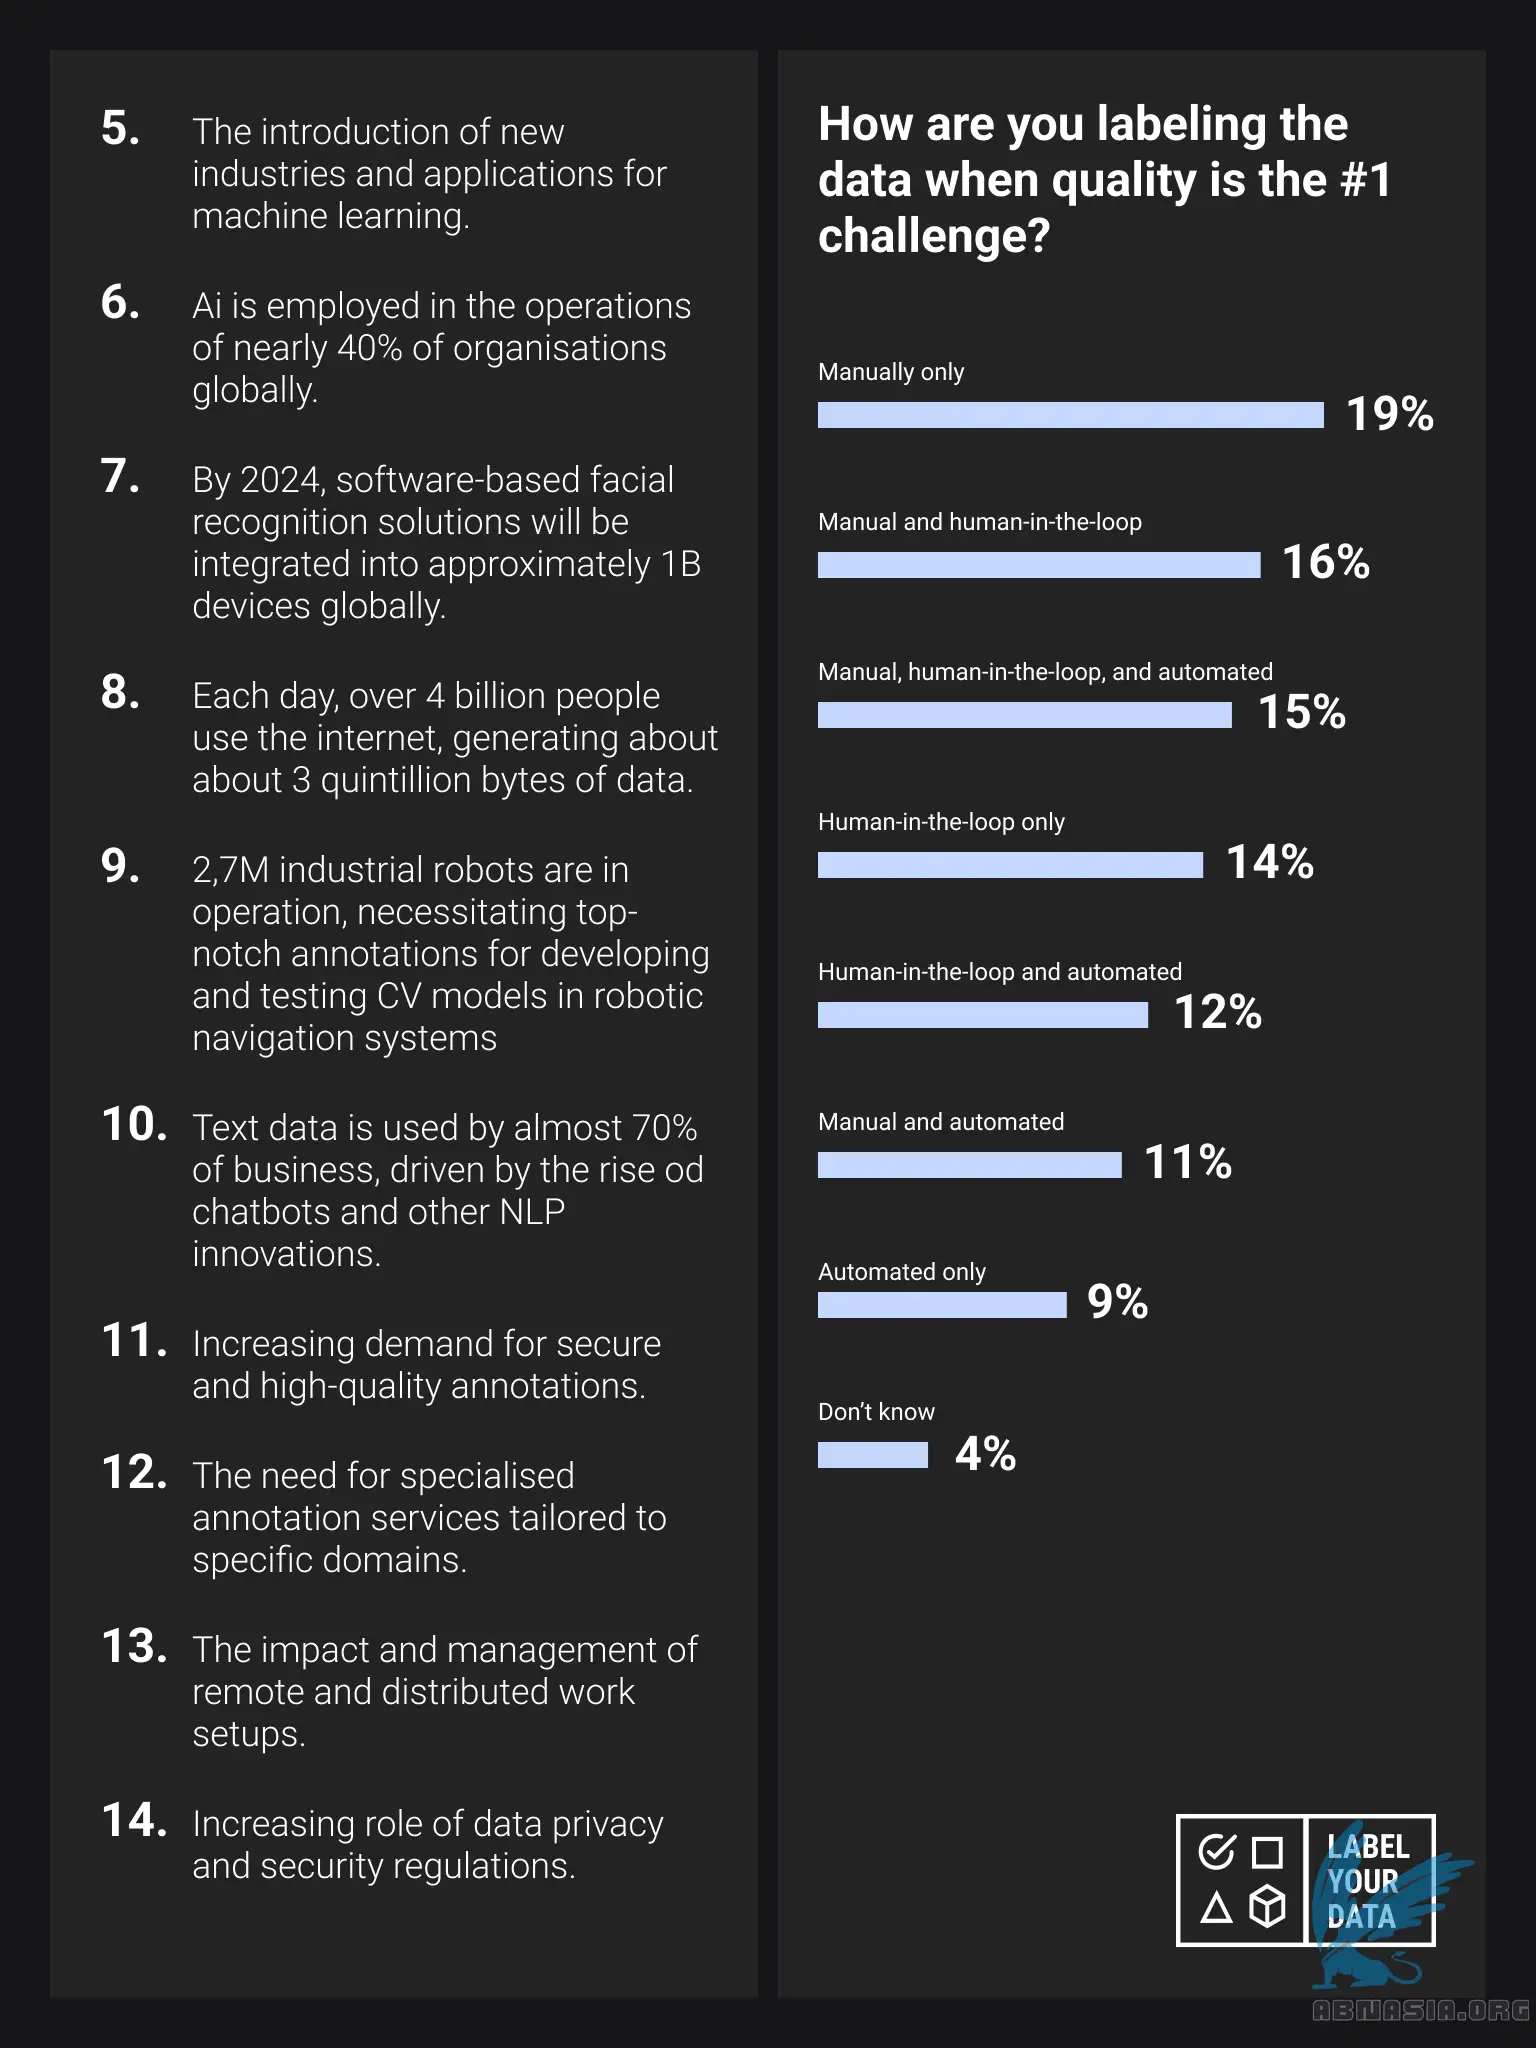 5.
The introduction of new
industries and applications for
machine learning.
6.
Ai is employed in the operations
of nearly 40% of organisations
globally.
7.
By 2024, software-based facial
recognition solutions will be
integrated into approximately 1B
devices globally.
8.
Each day, over 4 billion people
use the internet, generating about
about 3 quintillion bytes of data.
9.
2,7M industrial robots are in
operation, necessitating top-
notch annotations for developing
and testing CV models in robotic
navigation systems
10.
Text data is used by almost 70%
of business, driven by the rise od
chatbots and other NLP
innovations.
11.
Increasing demand for secure
and high-quality annotations.
12.
The need for specialised
annotation services tailored to
specific domains.
13.
The impact and management of
remote and distributed work
setups.
14.
Increasing role of data privacy
and security regulations.
How are you labeling the
data when quality is the #1
challenge?
Manually only
19%
Manual and human-in-the-loop
16%
Manual, human-in-the-loop, and automated
15%
Human-in-the-loop only
14%
Human-in-the-loop and automated
12%
Manual and automated
11%
Automated only
9%
Don't know
4%
LABEL
YOUR
DATA
ABNASIA.ORG